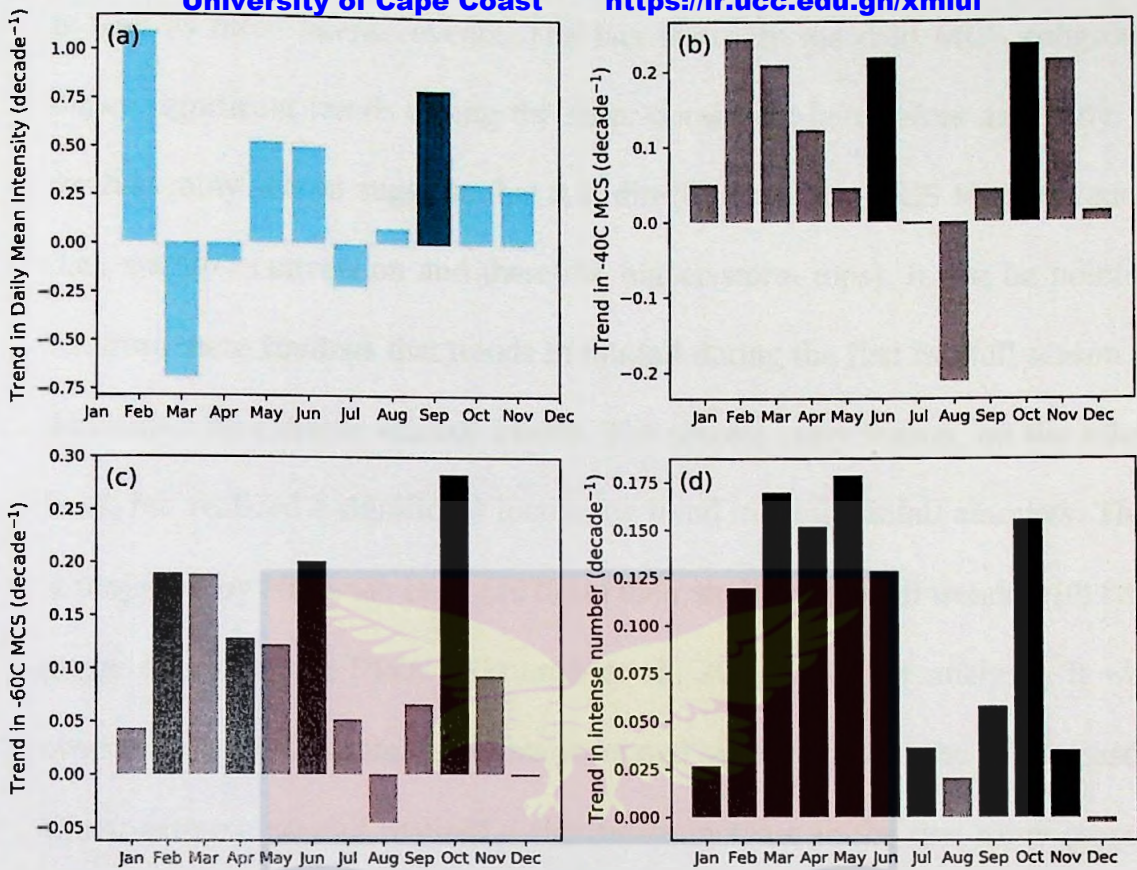 University of Cape Coast https://ir.ucc.edu.gh/xmlui
(a)
Trend in Daily Mean Intensity (decade⁻¹)
1.00
0.75
0.50
0.25
0.00
−0.25
−0.50
−0.75
Jan Feb Mar Apr May Jun Jul Aug Sep Oct Nov Dec
(b)
Trend in -40C MCS (decade⁻¹)
0.2
0.1
0.0
−0.1
−0.2
Jan Feb Mar Apr May Jun Jul Aug Sep Oct Nov Dec
(c)
Trend in -60C MCS (decade⁻¹)
0.30
0.25
0.20
0.15
0.10
0.05
0.00
−0.05
Jan Feb Mar Apr May Jun Jul Aug Sep Oct Nov Dec
(d)
Trend in intense number (decade⁻¹)
0.175
0.150
0.125
0.100
0.075
0.050
0.025
0.000
Jan Feb Mar Apr May Jun Jul Aug Sep Oct Nov Dec